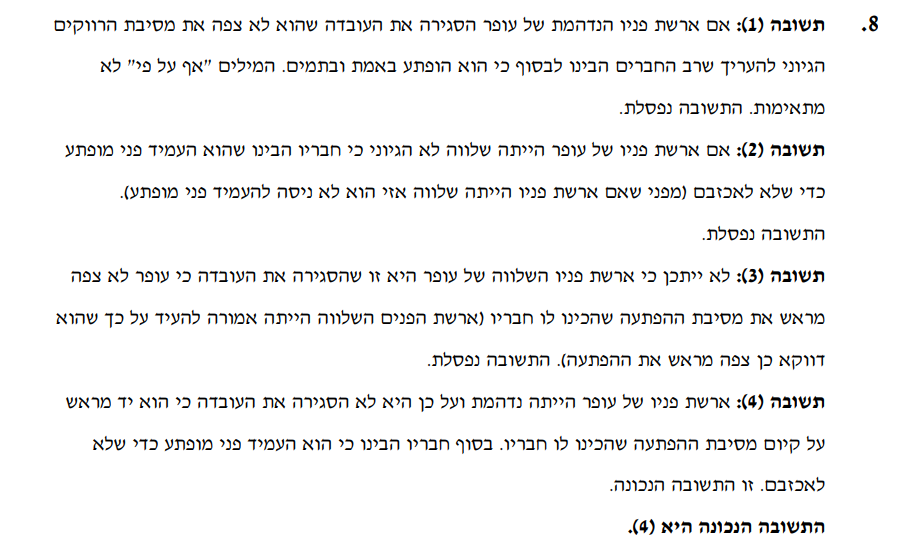 8. תשובה (1): אם ארשת פניו הנדהמת של עופר הסגירה את העובדה שהוא לא צפה את מסיבת הרווקים
הגיוני להעריך שרב החברים הבינו לבסוף כי הוא הופתע באמת ובתמים. המילים "אף על פי" לא
מתאימות. התשובה נפסלת.
תשובה (2): אם ארשת פניו של עופר הייתה שלווה לא הגיוני כי חבריו הבינו שהוא העמיד פני מופתע
כדי שלא לאכזבם (מפני שאם ארשת פניו הייתה שלווה אזי הוא לא ניסה להעמיד פני מופתע).
התשובה נפסלת.
תשובה (3): לא ייתכן כי ארשת פניו השלווה של עופר היא זו שהסגירה את העובדה כי עופר לא צפה
מראש את מסיבת ההפתעה שהכינו לו חבריו (ארשת הפנים השלווה הייתה אמורה להעיד על כך שהוא
דווקא כן צפה מראש את ההפתעה). התשובה נפסלת.
תשובה (4): ארשת פניו של עופר הייתה נדהמת ועל כן היא לא הסגירה את העובדה כי הוא יד מראש
על קיום מסיבת ההפתעה שהכינו לו חבריו. בסוף חבריו הבינו כי הוא העמיד פני מופתע כדי שלא
לאכזבם. זו התשובה הנכונה.
התשובה הנכונה היא (4).